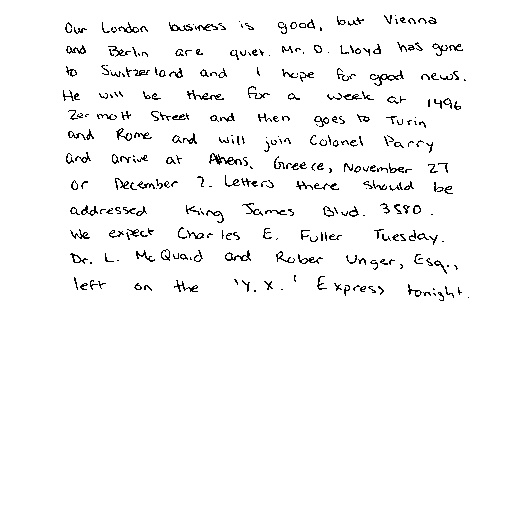 Our London business is good, but Vienna
and Berlin are quiet. Mr. D. Lloyd has gone
to Switzerland and I hope for good news.
He will be there for a week at 1496
Zermott Street and then goes to Turin
and Rome and will join Colonel Parry
and arrive at Athens, Greece, November 27
or December 2. Letters there should be
addressed King James Blvd. 3580.
We expect Charles E. Fuller Tuesday.
Dr. L. McQuaid and Rober Unger, Esq.,
left on the 'Y.X.' Express tonight.